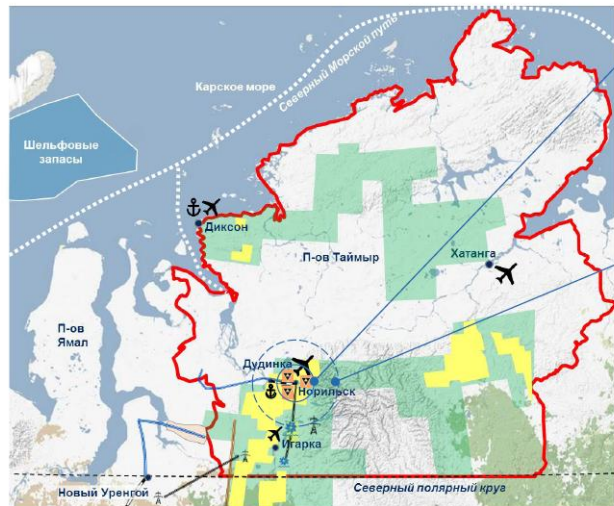 Северный Морской путь
Карское море
Шельфовые
запасы
Диксон
П-ов Таймыр
Хатанга
П-ов
Ямал
Дудинка
Норильск
Игарка
Новый Уренгой
Северный полярный круг